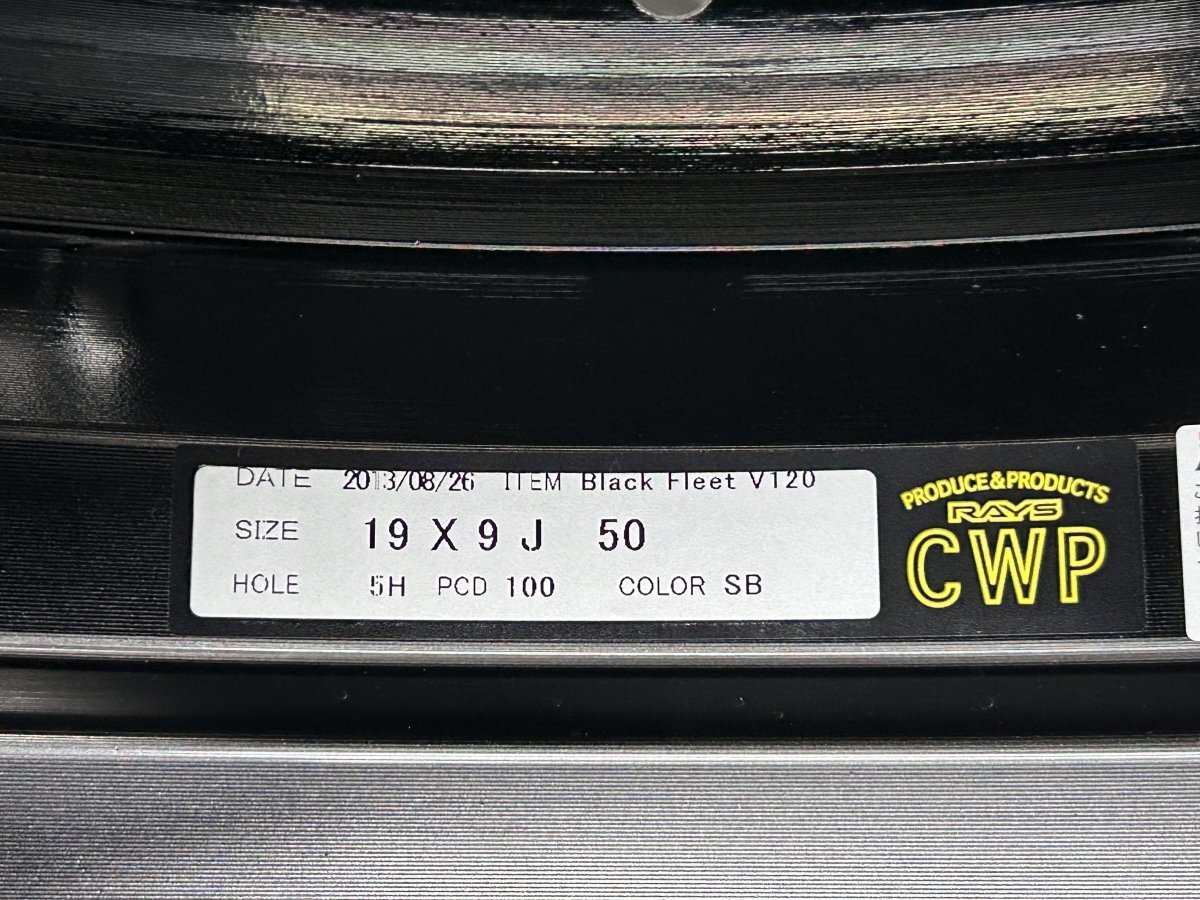 DATE 2013/08/26 ITEM Black Fleet V120
SIZE 19 X 9 J 50
HOLE 5H PCD 100 COLOR SB
PRODUCE&PRODUCTS
RAYS
CWP